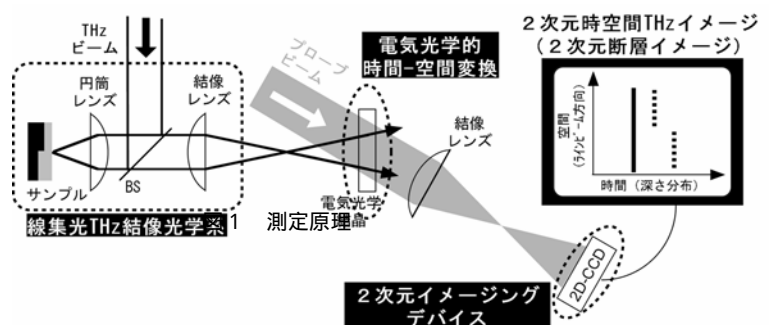 THz
ビーム
円筒
レンズ
結像
レンズ
サンプル
BS
線集光THz結像光学系
図1 測定原理
プローブ
ビーム
電気光学的
時間-空間変換
電気光学
結晶
結像
レンズ
2次元イメージング
デバイス
2D-CCD
2次元時空間THzイメージ
(2次元断層イメージ)
空間
(ラインビーム方向)
時間(深さ分布)